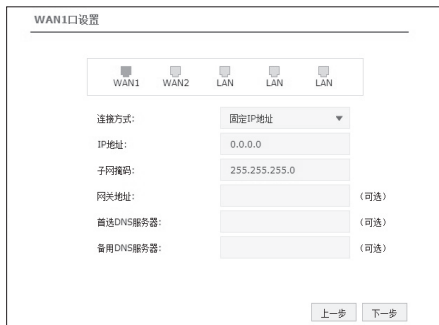 WAN1口设置
WAN1 WAN2 LAN LAN LAN
连接方式: 固定IP地址
IP地址: 0.0.0.0
子网掩码: 255.255.255.0
网关地址: (可选)
首选DNS服务器: (可选)
备用DNS服务器: (可选)
上一步 下一步